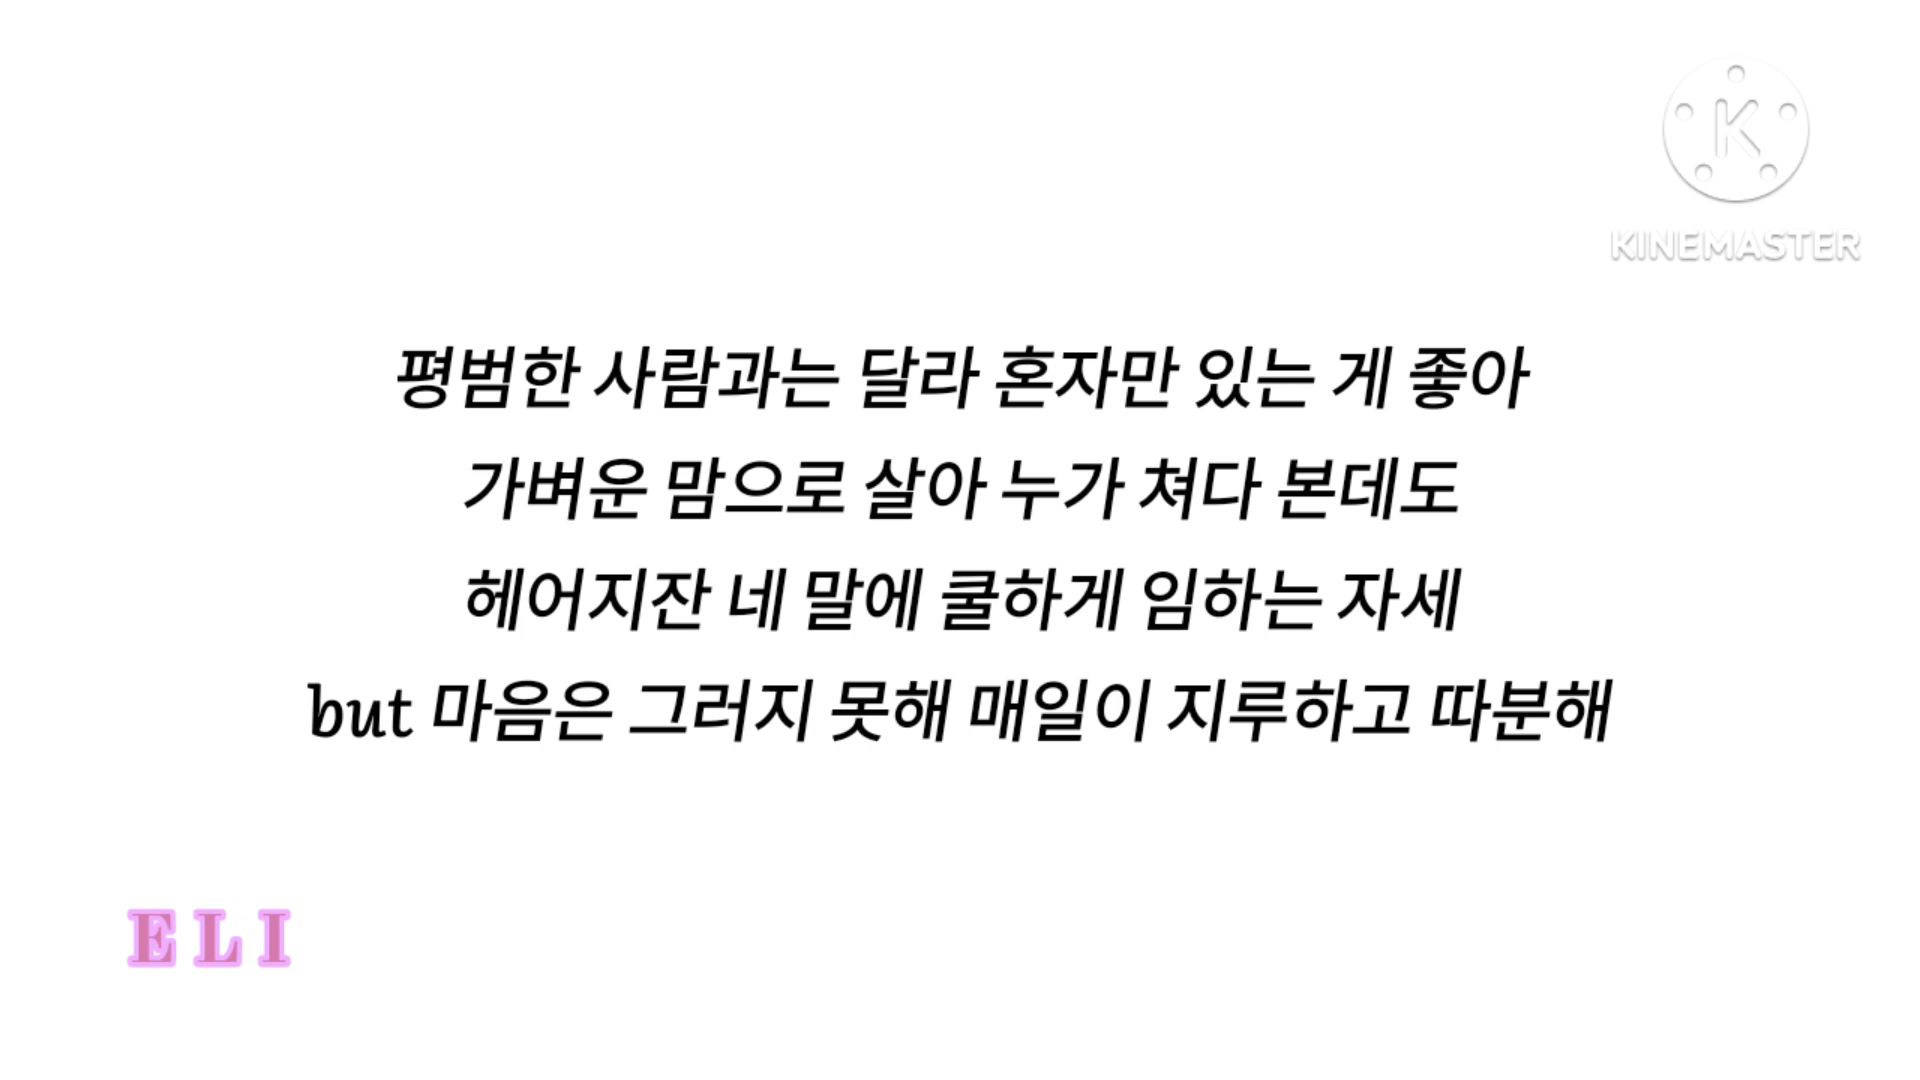 KINEMASTER
평범한 사람과는 달라 혼자만 있는 게 좋아
가벼운 맘으로 살아 누가 쳐다 본데도
헤어지잔 네 말에 쿨하게 임하는 자세
but 마음은 그러지 못해 매일이 지루하고 따분해
ELI